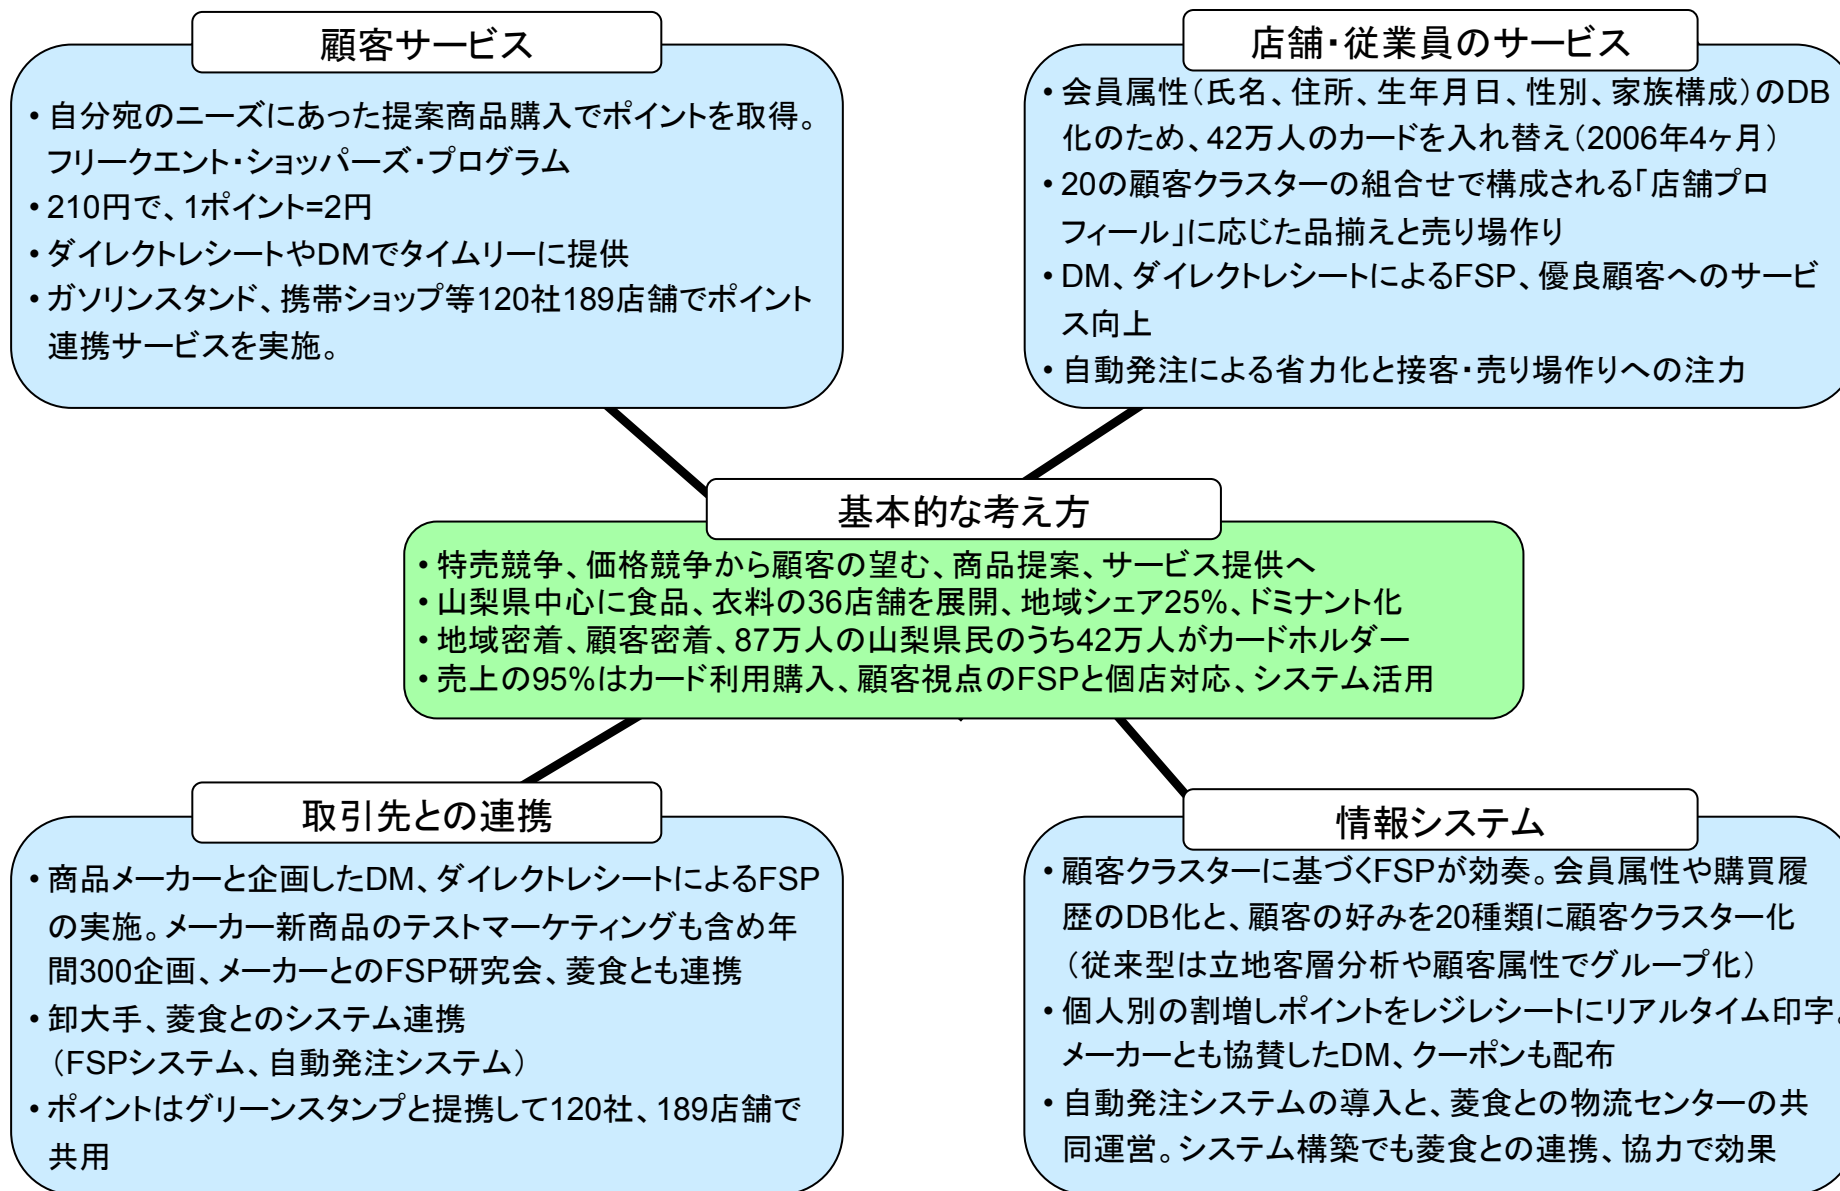 顧客サービス
• 自分宛のニーズにあった提案商品購入でポイントを取得。
フリークエント・ショッパーズ・プログラム
• 210円で、1ポイント=2円
• ダイレクトレシートやDMでタイムリーに提供
• ガソリンスタンド、携帯ショップ等120社189店舗でポイント
連携サービスを実施。
店舗・従業員のサービス
• 会員属性（氏名、住所、生年月日、性別、家族構成）のDB
化のため、42万人のカードを入れ替え（2006年4ヶ月）
• 20の顧客クラスターの組合せで構成される「店舗プロ
フィール」に応じた品揃えと売り場作り
• DM、ダイレクトレシートによるFSP、優良顧客へのサービ
ス向上
• 自動発注による省力化と接客・売り場作りへの注力
基本的な考え方
• 特売競争、価格競争から顧客の望む、商品提案、サービス提供へ
• 山梨県中心に食品、衣料の36店舗を展開、地域シェア25%、ドミナント化
• 地域密着、顧客密着、87万人の山梨県民のうち42万人がカードホルダー
• 売上の95%はカード利用購入、顧客視点のFSPと個店対応、システム活用
取引先との連携
• 商品メーカーと企画したDM、ダイレクトレシートによるFSP
の実施。メーカー新商品のテストマーケティングも含め年
間300企画、メーカーとのFSP研究会、菱食とも連携
• 卸大手、菱食とのシステム連携
（FSPシステム、自動発注システム）
• ポイントはグリーンスタンプと提携して120社、189店舗で
共用
情報システム
• 顧客クラスターに基づくFSPが効奏。会員属性や購買履
歴のDB化と、顧客の好みを20種類に顧客クラスター化
（従来型は立地客層分析や顧客属性でグループ化）
• 個人別の割増しポイントをレジレシートにリアルタイム印字。
メーカーとも協賛したDM、クーポンも配布
• 自動発注システムの導入と、菱食との物流センターの共
同運営。システム構築でも菱食との連携、協力で効果